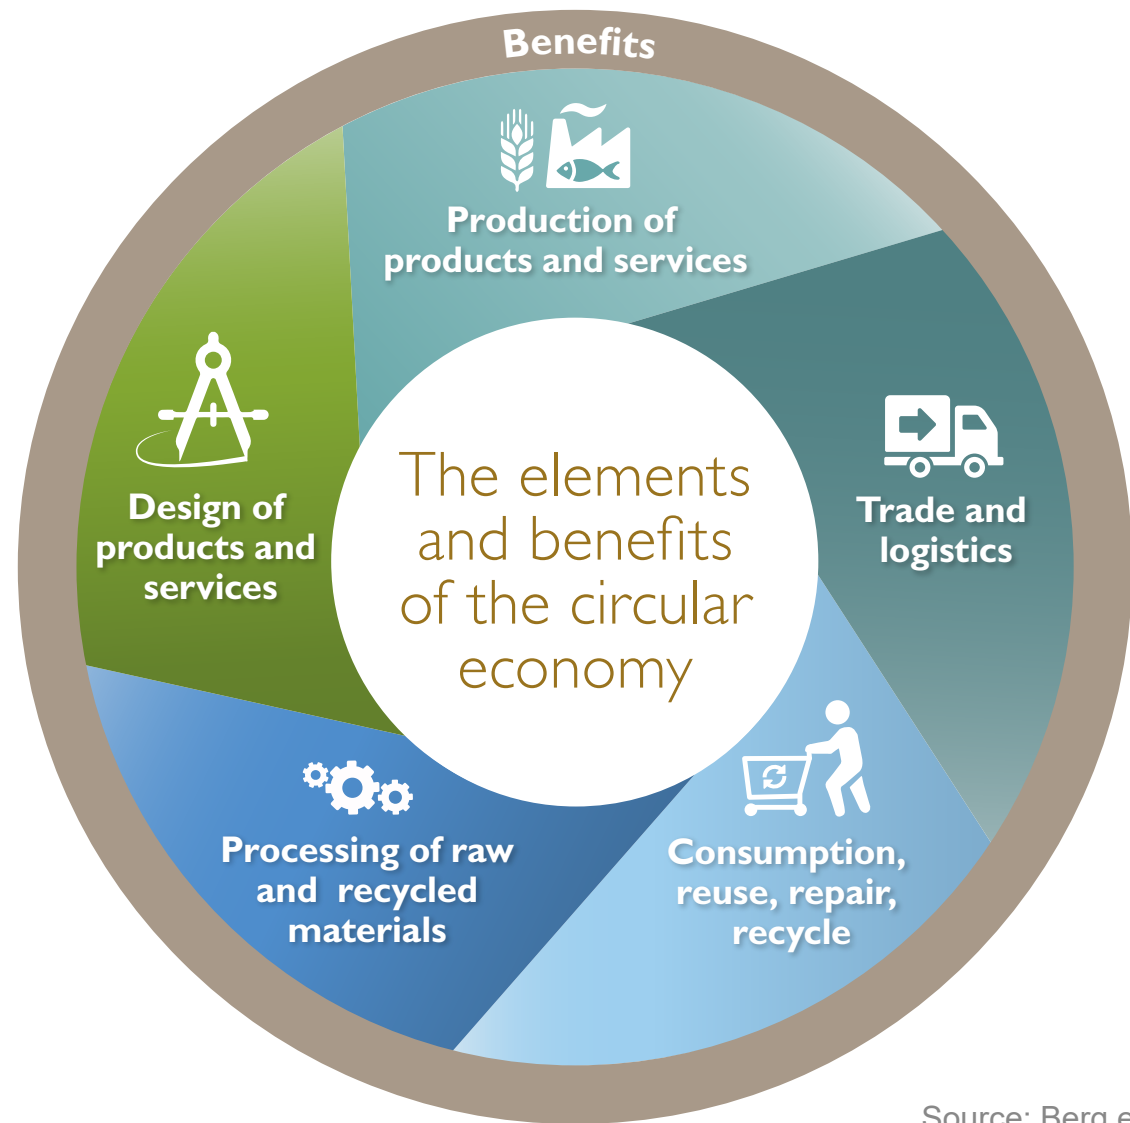 Benefits
Production of
products and services
Trade and
logistics
Consumption,
reuse, repair,
recycle
Processing of raw
and recycled
materials
Design of
products and
services
The elements
and benefits
of the circular
economy
Source: Berg e